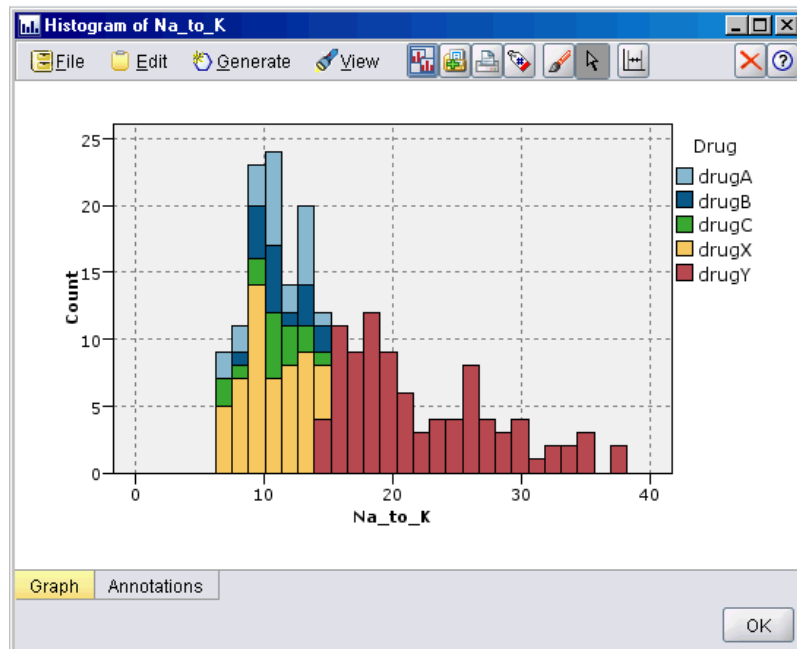 Histogram of Na_to_K
File Edit Generate View
25
20
15
10
5
0
Count
0 10 20 30 40
Na_to_K
Drug
drugA
drugB
drugC
drugX
drugY
Graph Annotations
OK